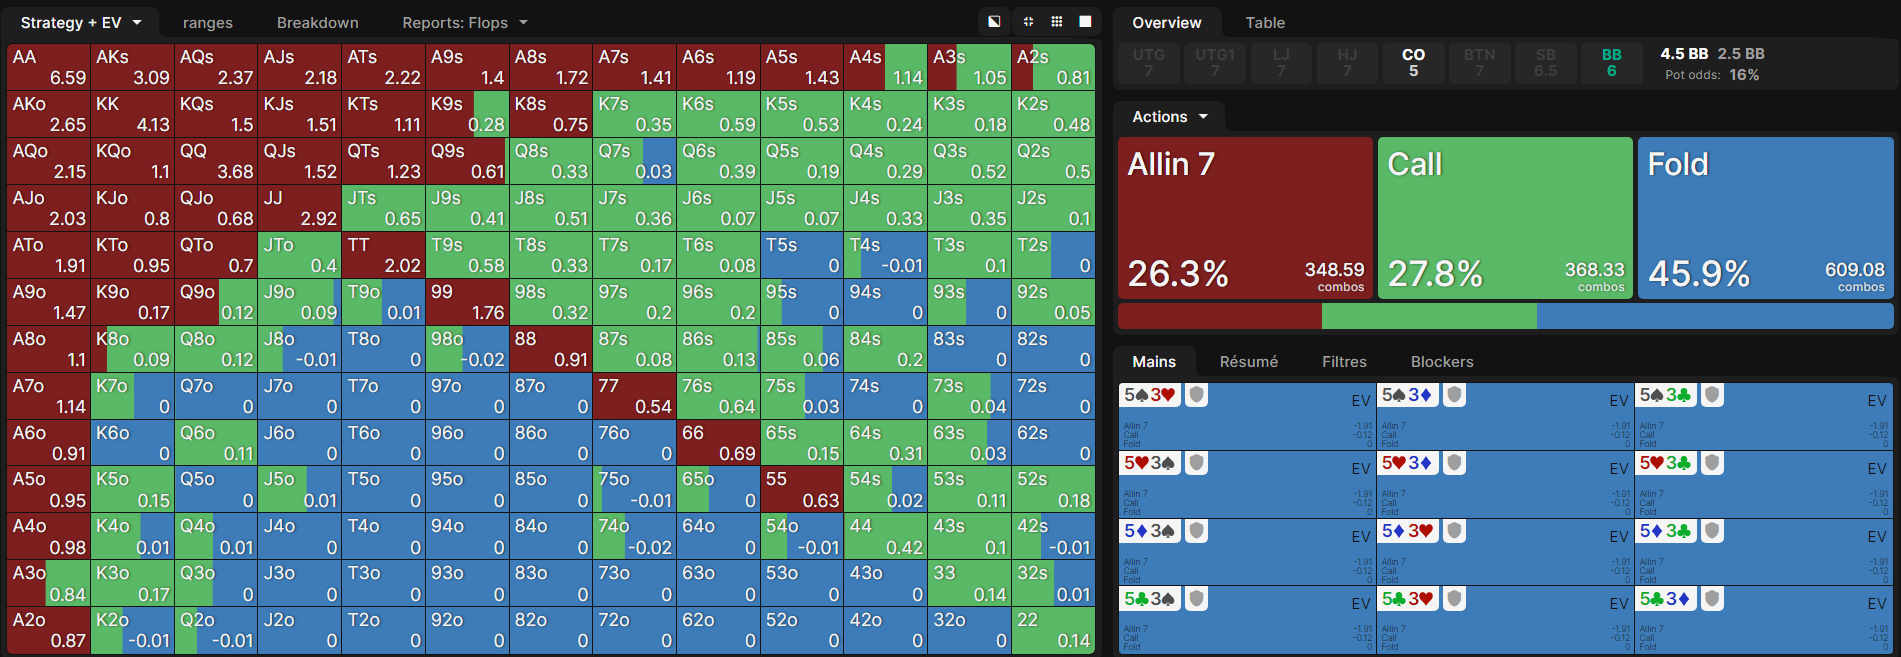 Strategy + EV ranges Breakdown Reports: Flops
AA 6.59 AKs 3.09 AQs 2.37 AJs 2.18 ATs 2.22 A9s 1.4 A8s 1.72 A7s 1.41 A6s 1.19 A5s 1.43 A4s 1.14 A3s 1.05 A2s 0.81
AKo 2.65 KK 4.13 KQs 1.5 KJs 1.51 KTs 1.11 K9s 0.28 K8s 0.75 K7s 0.35 K6s 0.59 K5s 0.53 K4s 0.24 K3s 0.18 K2s 0.48
AQo 2.15 KQo 1.1 QQ 3.68 QJs 1.52 QTs 1.23 Q9s 0.61 Q8s 0.33 Q7s 0.03 Q6s 0.39 Q5s 0.19 Q4s 0.29 Q3s 0.52 Q2s 0.5
AJo 2.03 KJo 0.8 QJo 0.68 JJ 2.92 JTs 0.65 J9s 0.41 J8s 0.51 J7s 0.36 J6s 0.07 J5s 0.07 J4s 0.33 J3s 0.35 J2s 0.1
ATo 1.91 KTo 0.95 QTo 0.7 JTo 0.4 TT 2.02 T9s 0.58 T8s 0.33 T7s 0.17 T6s 0.08 T5s 0 T4s -0.01 T3s 0.1 T2s 0
A9o 1.47 K9o 0.17 Q9o 0.12 J9o 0.09 T9o 0.01 99 1.76 98s 0.32 97s 0.2 96s 0.2 95s 0 94s 0 93s 0 92s 0.05
A8o 1.1 K8o 0.09 Q8o 0.12 J8o -0.01 T8o 0 98o -0.02 88 0.91 87s 0.08 86s 0.13 85s 0.06 84s 0.2 83s 0 82s 0
A7o 1.14 K7o 0 Q7o 0 J7o 0 T7o 0 97o 0 87o 0 77 0.54 76s 0.64 75s 0.03 74s 0 73s 0.04 72s 0
A6o 0.91 K6o 0 Q6o 0.11 J6o 0 T6o 0 96o 0 86o 0 76o 0 66 0.69 65s 0.15 64s 0.31 63s 0.03 62s 0
A5o 0.95 K5o 0.15 Q5o 0 J5o 0.01 T5o 0 95o 0 85o 0 75o -0.01 65o 0 55 0.63 54s 0.02 53s 0.11 52s 0.18
A4o 0.98 K4o 0.01 Q4o 0.01 J4o 0 T4o 0 94o 0 84o 0 74o -0.02 64o 0 54o -0.01 44 0.42 43s 0.1 42s -0.01
A3o 0.84 K3o 0.17 Q3o 0 J3o 0 T3o 0 93o 0 83o 0 73o 0 63o 0 53o 0 43o 0 33 0.14 32s 0.01
A2o 0.87 K2o -0.01 Q2o -0.01 J2o 0 T2o 0 92o 0 82o 0 72o 0 62o 0 52o 0 42o 0 32o 0 22 0.14
Overview Table
UTG UTG1 LJ HJ CO BTN SB BB 4.5 BB 2.5 BB
7 7 7 7 5 7 6.5 6 Pot odds: 16%
Actions
Allin 7 Call Fold
26.3% 348.59 combos 27.8% 368.33 combos 45.9% 609.08 combos
Mains Résumé Filtres Blockers
5♠3♥ EV 5♠3♦ EV 5♠3♣ EV
Allin 7 -1.91 Allin 7 -1.91 Allin 7 -1.91
Call -0.12 Call -0.12 Call -0.12
Fold 0 Fold 0 Fold 0
5♥3♠ EV 5♥3♦ EV 5♥3♣ EV
Allin 7 -1.91 Allin 7 -1.91 Allin 7 -1.91
Call -0.12 Call -0.12 Call -0.12
Fold 0 Fold 0 Fold 0
5♦3♠ EV 5♦3♥ EV 5♦3♣ EV
Allin 7 -1.91 Allin 7 -1.91 Allin 7 -1.91
Call -0.12 Call -0.12 Call -0.12
Fold 0 Fold 0 Fold 0
5♣3♠ EV 5♣3♥ EV 5♣3♦ EV
Allin 7 -1.91 Allin 7 -1.91 Allin 7 -1.91
Call -0.12 Call -0.12 Call -0.12
Fold 0 Fold 0 Fold 0